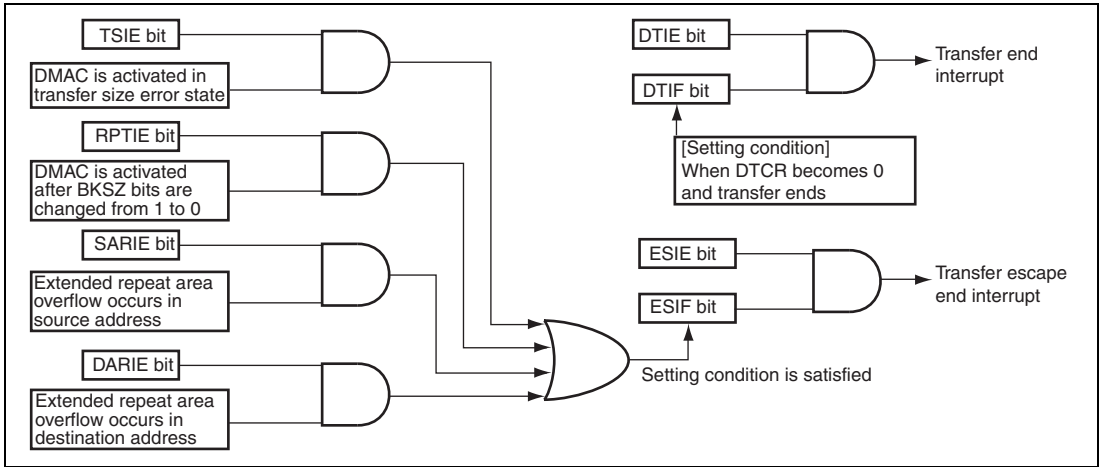 TSIE bit
DMAC is activated in
transfer size error state
RPTIE bit
DMAC is activated
after BKSZ bits are
changed from 1 to 0
SARIE bit
Extended repeat area
overflow occurs in
source address
DARIE bit
Extended repeat area
overflow occurs in
destination address
DTIE bit
DTIF bit
Transfer end
interrupt
[Setting condition]
When DTCR becomes 0
and transfer ends
ESIE bit
ESIF bit
Transfer escape
end interrupt
Setting condition is satisfied